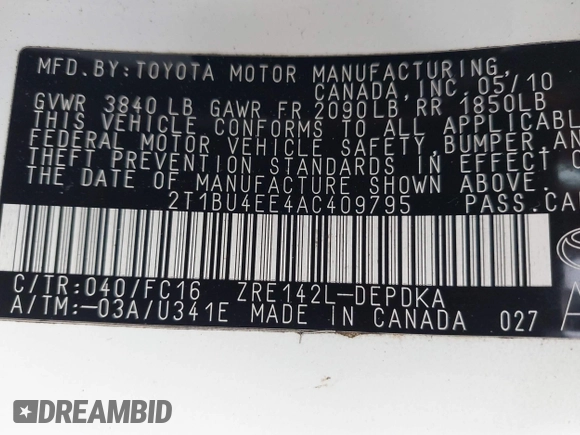 MFD.BY:TOYOTA MOTOR MANUFACTURING,
CANADA, INC. 05/10
GVWR 3840 LB GAWR FR 2090LB RR 1850LB
THIS VEHICLE CONFORMS TO ALL APPLICABLE
FEDERAL MOTOR VEHICLE SAFETY, BUMPER, AN
THEFT PREVENTION STANDARDS IN EFFECT O
THE DATE OF MANUFACTURE SHOWN ABOVE.
2T1BU4EE4AC409795 PASS.CA
C/TR:040/FC16 ZRE142L-DEPDKA
A/TM:-03A/U341E MADE IN CANADA 027
DREAMBID